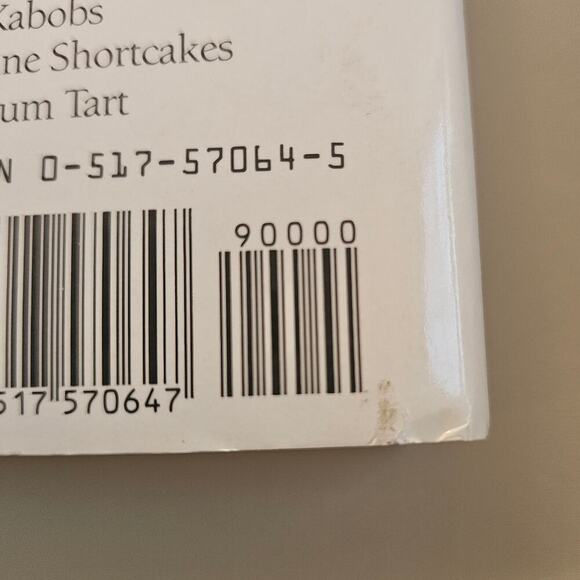 Kabobs
ne Shortcakes
um Tart
N 0-517-57064-5
90000
517 570647